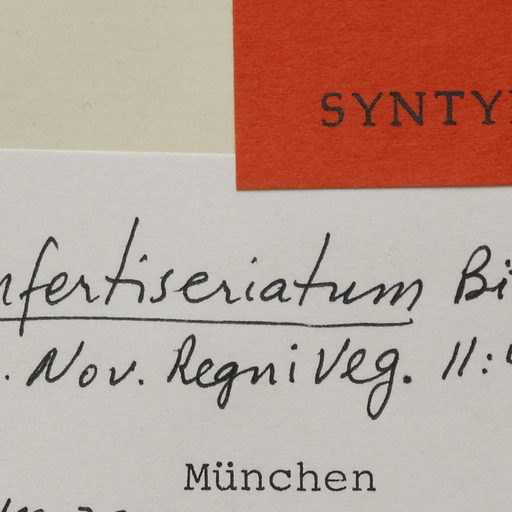 SYNTY
nfertiseriatum Bi
. Nov. Regni Veg. 11:
München